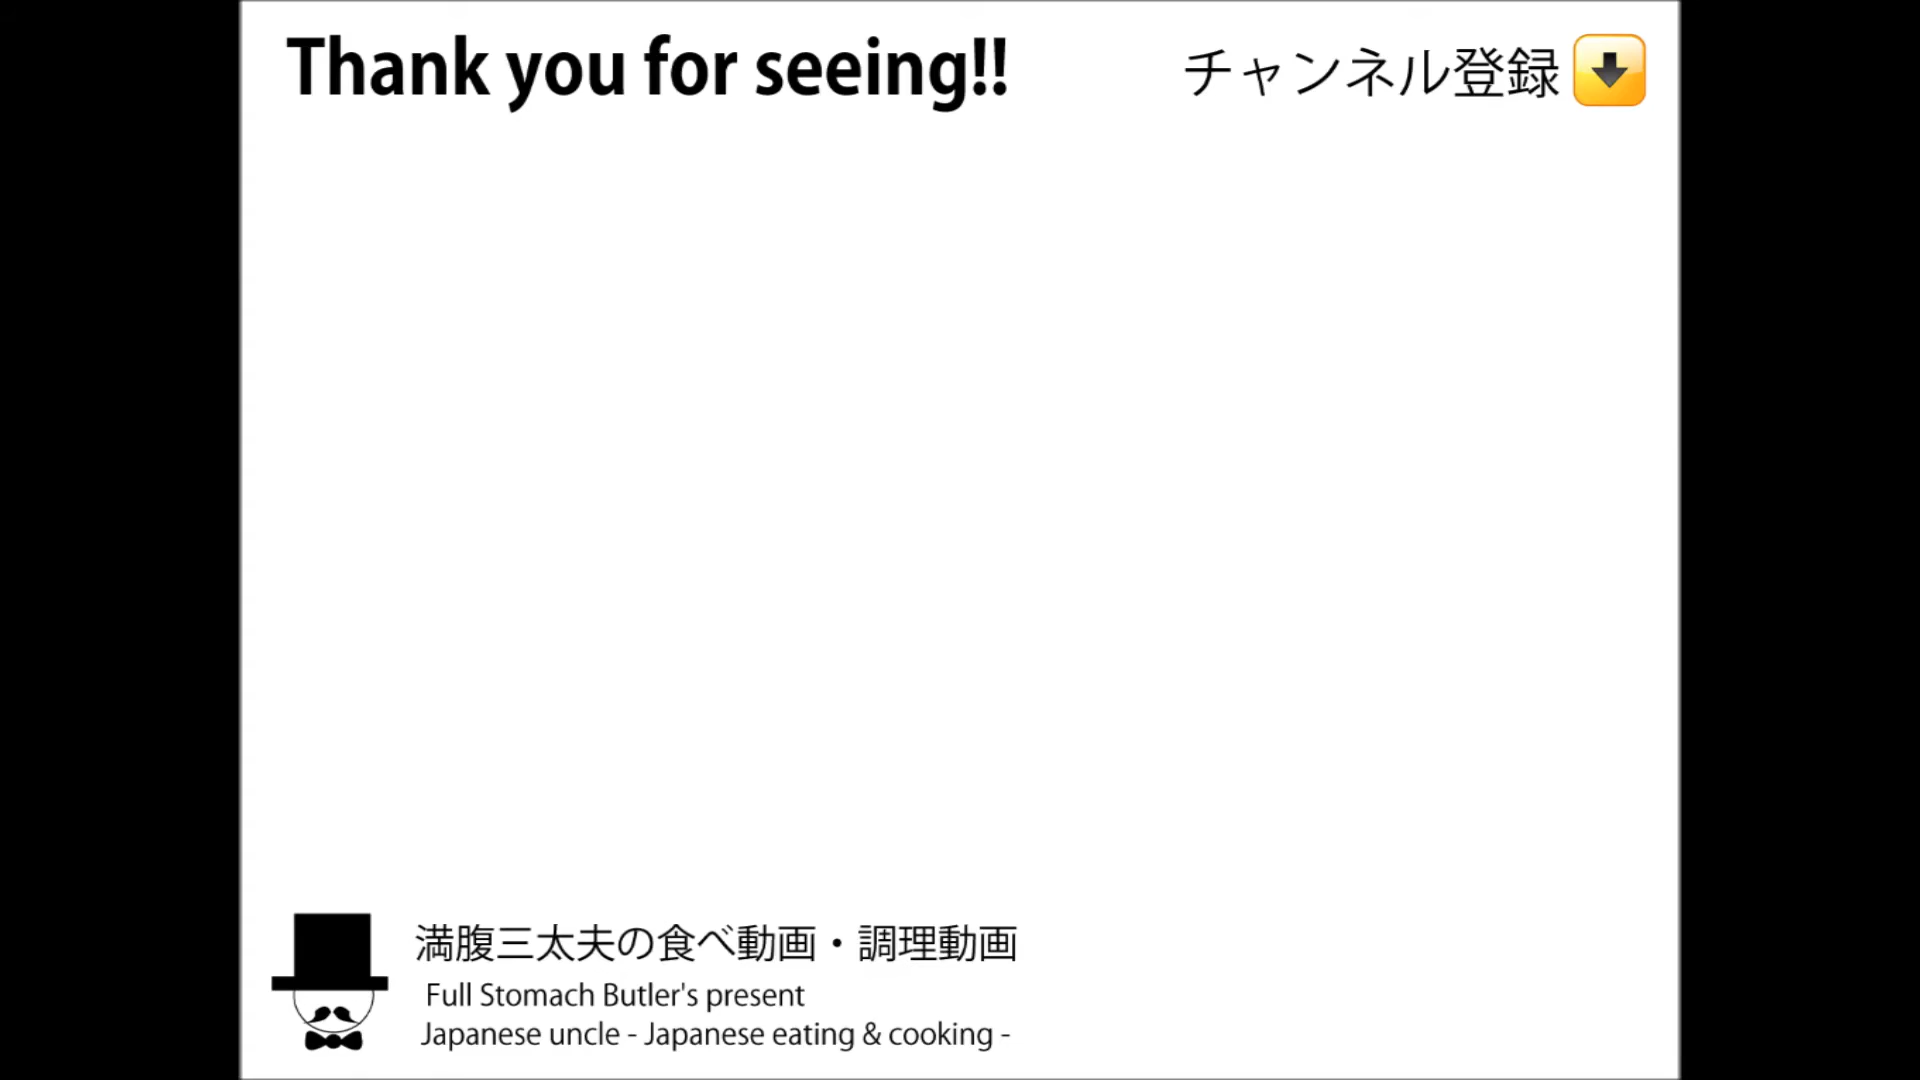 Thank you for seeing!!
チャンネル登録
満腹三太夫の食べ動画・調理動画
Full Stomach Butler's present
Japanese uncle - Japanese eating & cooking -